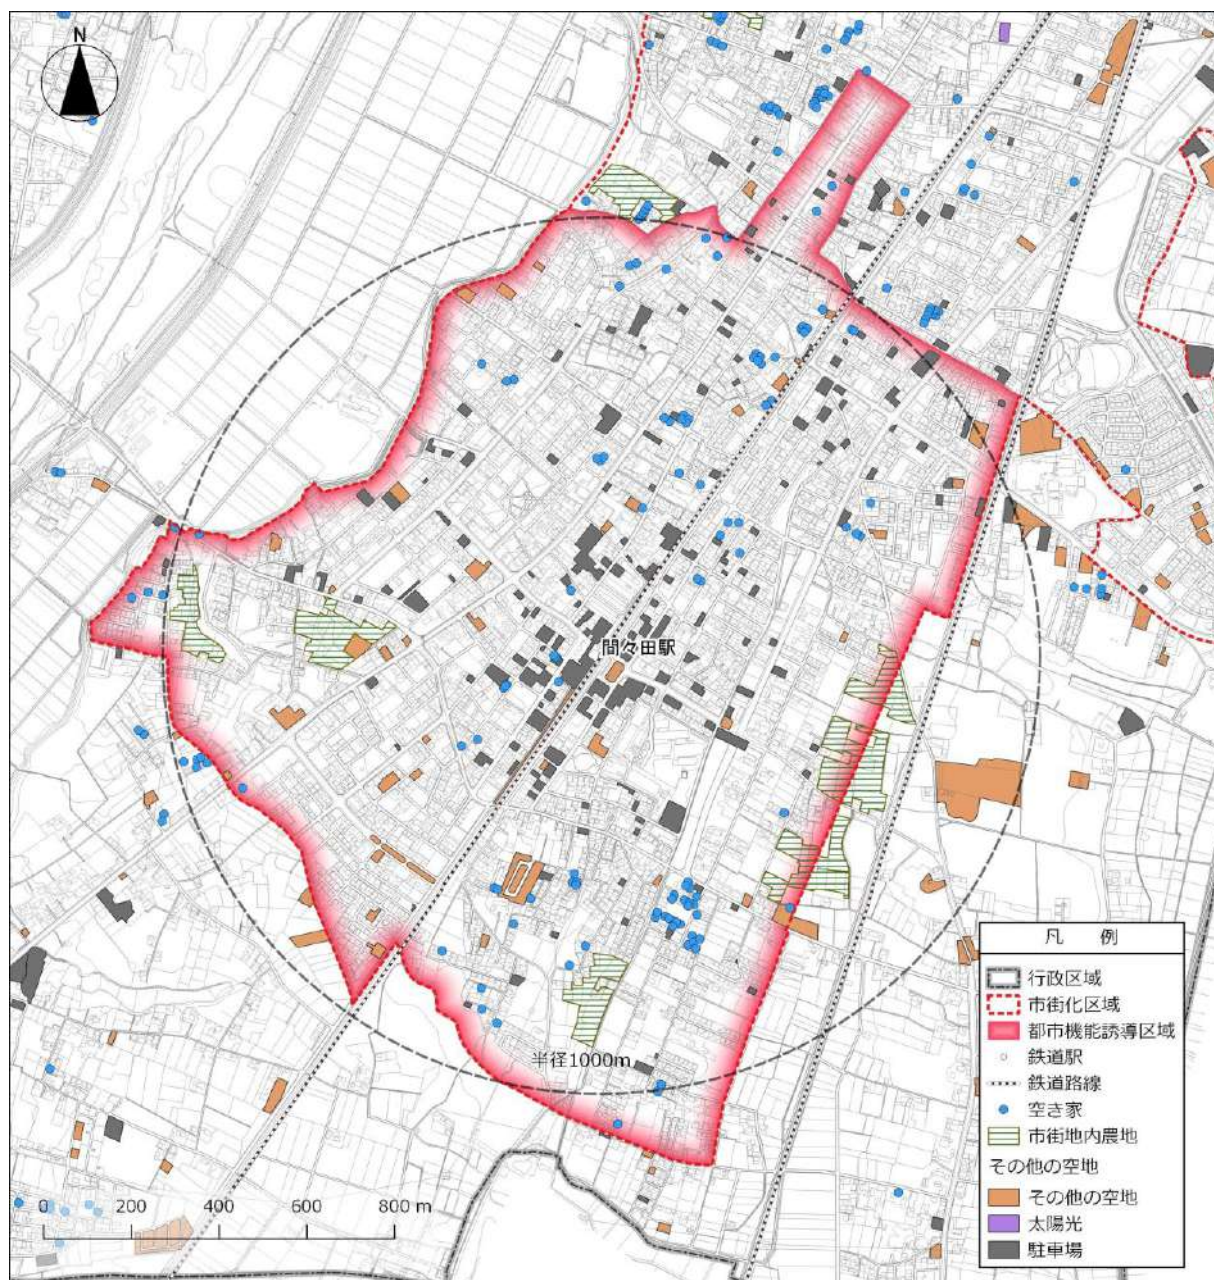 N
間々田駅
半径1000m
凡 例
行政区域
市街化区域
都市機能誘導区域
鉄道駅
鉄道路線
空き家
市街地内農地
その他の空地
その他の空地
太陽光
駐車場
0 200 400 600 800 m